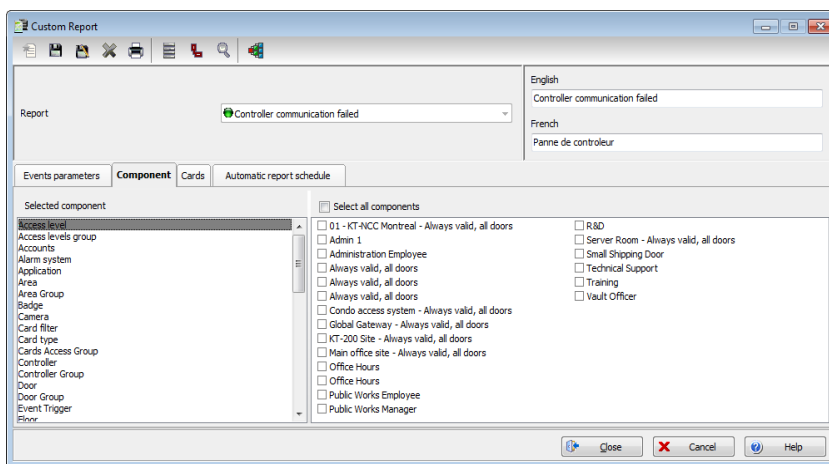 Custom Report
Report
Controller communication failed
English
Controller communication failed
French
Panne de controleur
Events parameters
Component
Cards
Automatic report schedule
Selected component
Access level
Access levels group
Accounts
Alarm system
Application
Area
Area Group
Badge
Camera
Card filter
Card type
Cards Access Group
Controller
Controller Group
Door
Door Group
Event Trigger
Floor
Select all components
01 - KT-NCC Montreal - Always valid, all doors
Admin 1
Administration Employee
Always valid, all doors
Always valid, all doors
Always valid, all doors
Condo access system - Always valid, all doors
Global Gateway - Always valid, all doors
KT-200 Site - Always valid, all doors
Main office site - Always valid, all doors
Office Hours
Office Hours
Public Works Employee
Public Works Manager
R&D
Server Room - Always valid, all doors
Small Shipping Door
Technical Support
Training
Vault Officer
Close
Cancel
Help